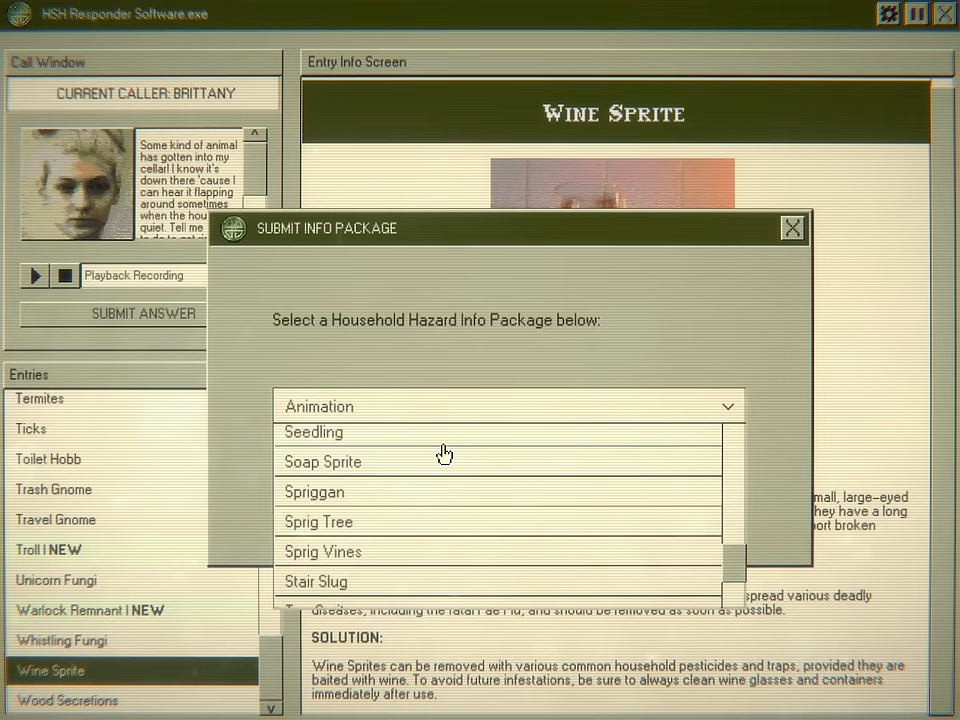 HSH Responder Software.exe
Call Window
CURRENT CALLER: BRITTANY
Some kind of animal
has gotten into my
cellar! I know it's
down there 'cause I
can hear it flapping
around sometimes
when the hou
quiet. Tell me
Playback Recording
SUBMIT ANSWER
Entries
Termites
Ticks
Toilet Hobb
Trash Gnome
Travel Gnome
Troll | NEW
Unicorn Fungi
Warlock Remnant | NEW
Whistling Fungi
Wine Sprite
Wood Secretions
Entry Info Screen
WINE SPRITE
SUBMIT INFO PACKAGE
Select a Household Hazard Info Package below:
Animation
Seedling
Soap Sprite
Spriggan
Sprig Tree
Sprig Vines
Stair Slug
mall, large-eyed
hey have a long
ort broken
spread various deadly
diseases, including the fatal Fae Flu, and should be removed as soon as possible.
SOLUTION:
Wine Sprites can be removed with various common household pesticides and traps, provided they are
baited with wine. To avoid future infestations, be sure to always clean wine glasses and containers
immediately after use.